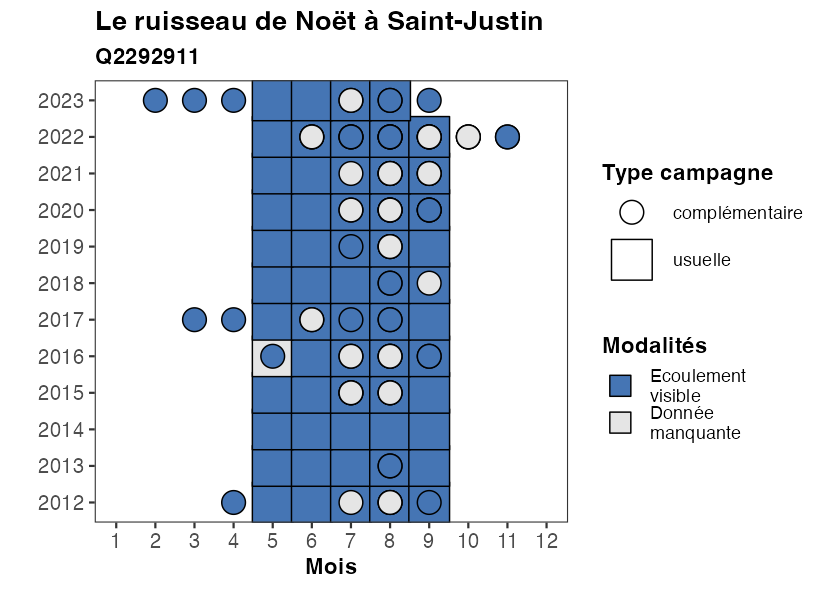 Le ruisseau de Noët à Saint-Justin
Q2292911
2023
2022
2021
2020
2019
2018
2017
2016
2015
2014
2013
2012
1 2 3 4 5 6 7 8 9 10 11 12
Mois
Type campagne
complémentaire
usuelle
Modalités
Ecoulement
visible
Donnée
manquante